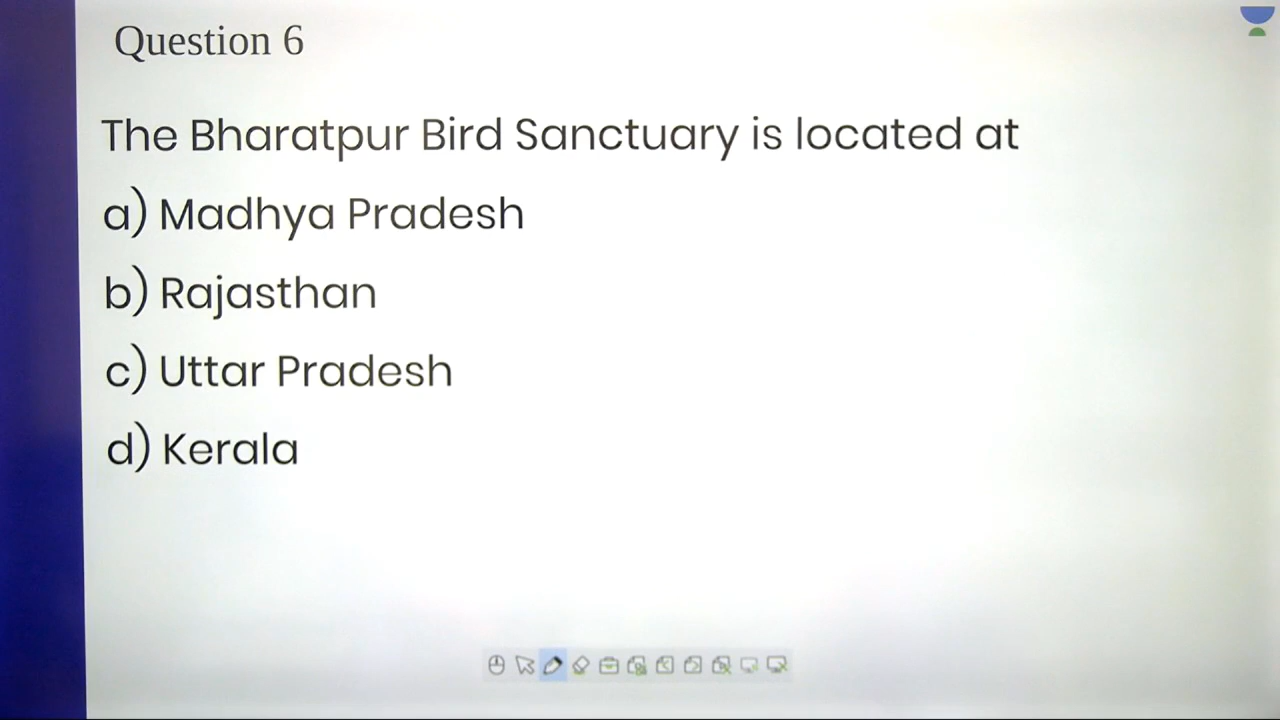 Question 6
The Bharatpur Bird Sanctuary is located at
a) Madhya Pradesh
b) Rajasthan
c) Uttar Pradesh
d) Kerala